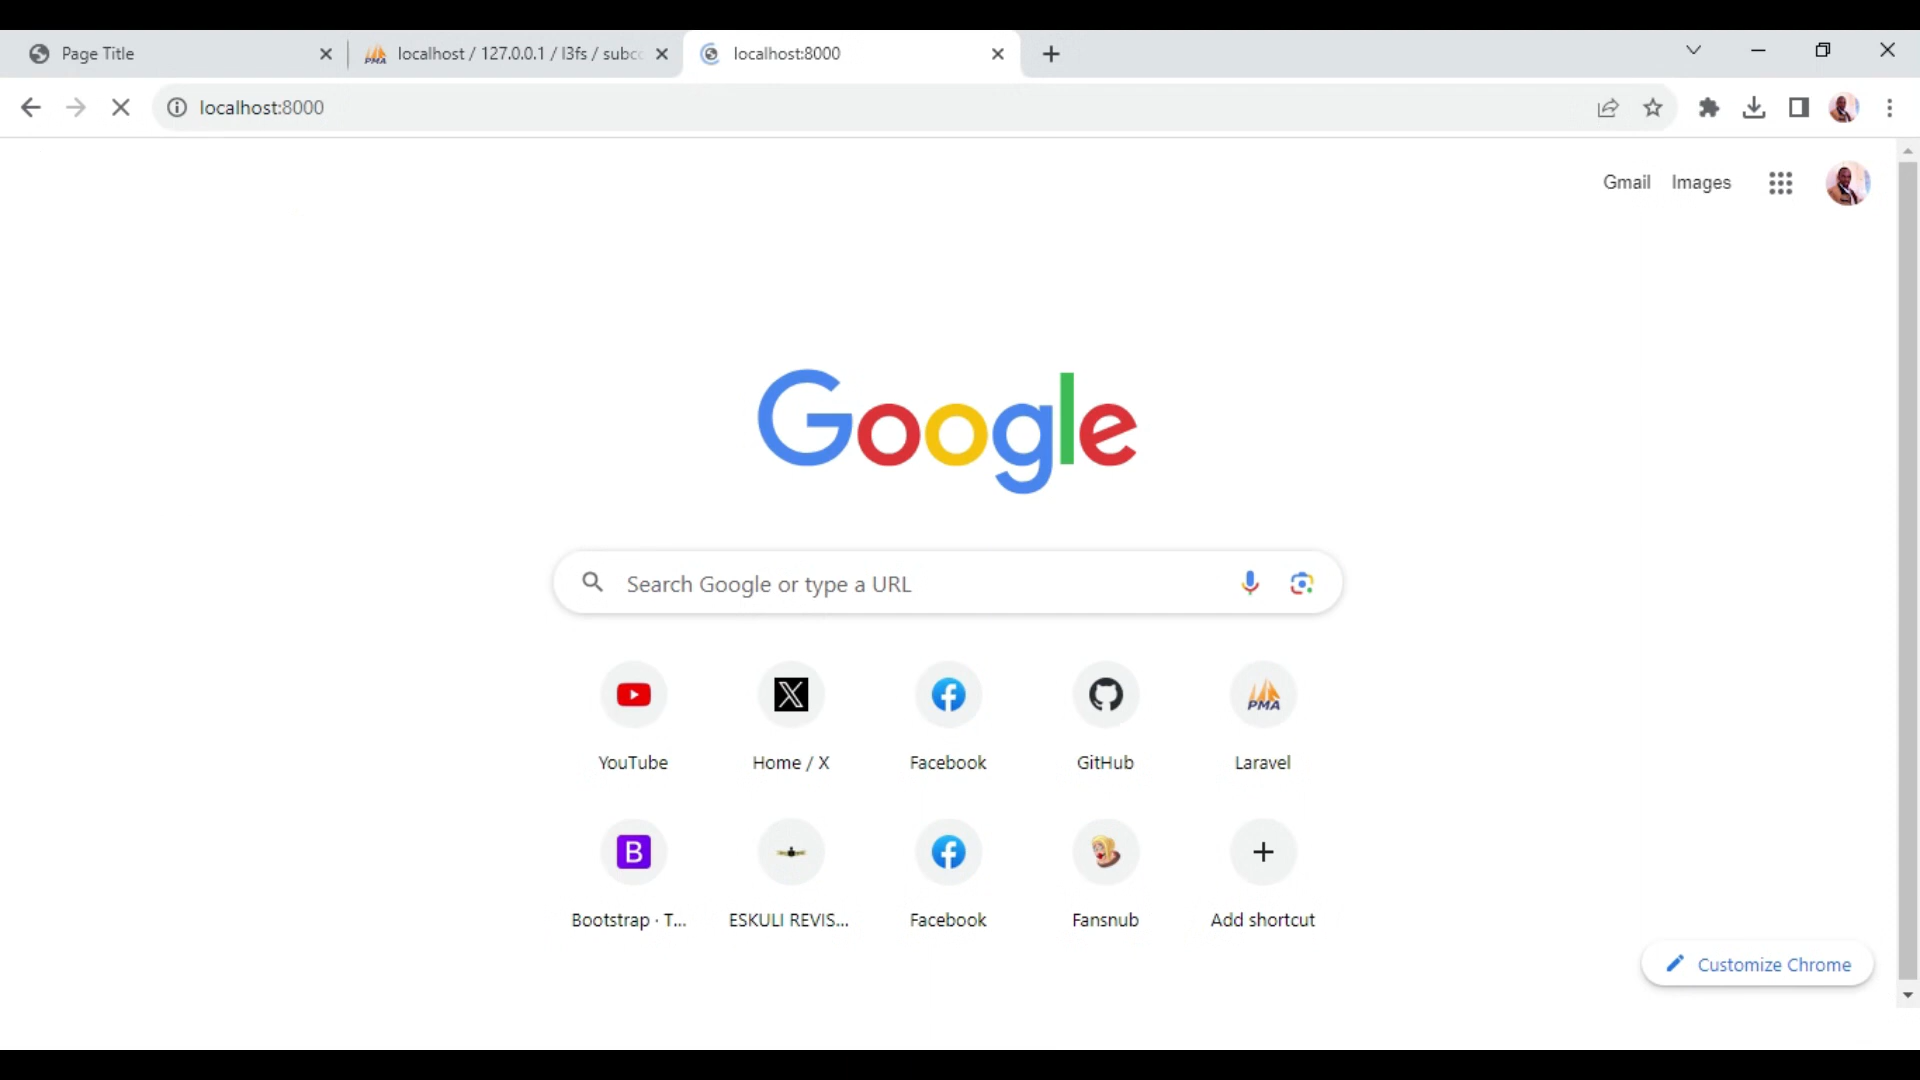 Page Title
localhost / 127.0.0.1 / l3fs / subcc
localhost:8000
localhost:8000
Gmail Images
Google
Search Google or type a URL
PMA
YouTube Home / X Facebook GitHub Laravel
B
Bootstrap · T... ESKULI REVIS... Facebook Fansnub Add shortcut
Customize Chrome